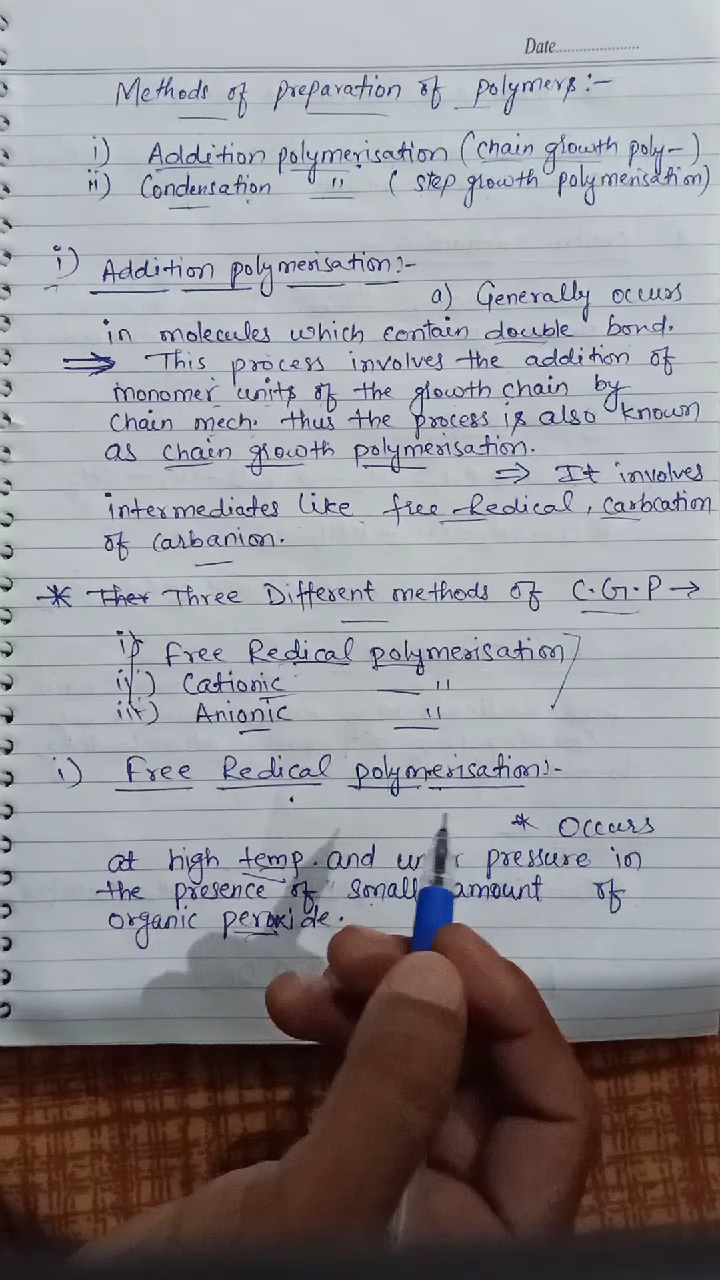 Date.....................
Methods of preparation of polymers:-
i) Addition polymerisation (chain growth poly-)
ii) Condensation " ( step growth polymerisation)
i) Addition polymerisation:-
a) Generally occurs
in molecules which contain double bond.
⇒ This process involves the addition of
monomer units of the growth chain by
chain mech. thus the process is also known
as chain growth polymerisation.
⇒ It involves
intermediates like free-Redical, carbcation
of carbanion.
* Ther Three Different methods of C.G.P →
i) Free Redical polymerisation
ii) Cationic — "
iii) Anionic — "
i) Free Redical polymerisation:-
* Occurs
at high temp. and pressure in
the presence of small amount of
organic peroxide.